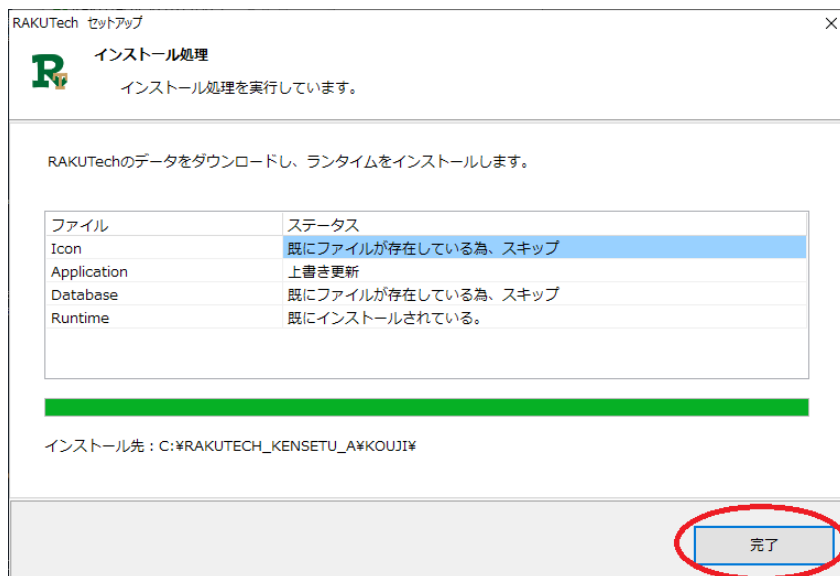 RAKUTech セットアップ
インストール処理
インストール処理を実行しています。
RAKUTechのデータをダウンロードし、ランタイムをインストールします。
ファイル ステータス
Icon 既にファイルが存在している為、スキップ
Application 上書き更新
Database 既にファイルが存在している為、スキップ
Runtime 既にインストールされている。
インストール先：C:¥RAKUTECH_KENSETU_A¥KOUJI¥
完了